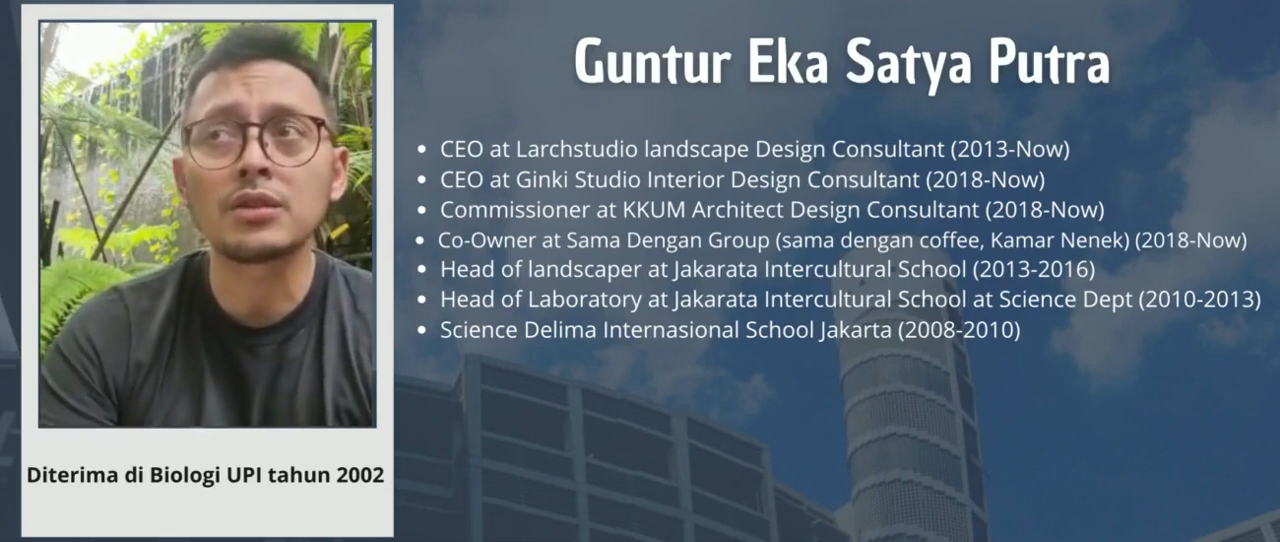 Guntur Eka Satya Putra
• CEO at Larchstudio landscape Design Consultant (2013-Now)
• CEO at Ginki Studio Interior Design Consultant (2018-Now)
• Commissioner at KKUM Architect Design Consultant (2018-Now)
• Co-Owner at Sama Dengan Group (sama dengan coffee, Kamar Nenek) (2018-Now)
• Head of landscaper at Jakarata Intercultural School (2013-2016)
• Head of Laboratory at Jakarata Intercultural School at Science Dept (2010-2013)
• Science Delima Internasional School Jakarta (2008-2010)
Diterima di Biologi UPI tahun 2002